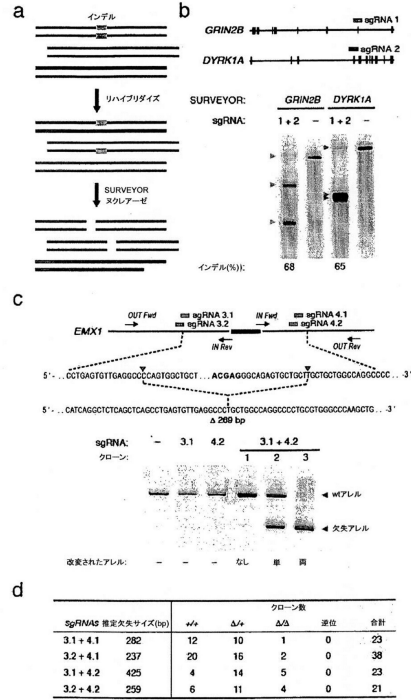 a
インデル
リハイブリダイズ
SURVEYOR
ヌクレアーゼ
b
sgRNA 1
GRIN2B
sgRNA 2
DYRK1A
SURVEYOR: GRIN2B DYRK1A
sgRNA: 1+2 – 1+2 –
インデル(%)): 68 65
c
OUT Fwd sgRNA 3.1 IN Fwd sgRNA 4.1
sgRNA 3.2 sgRNA 4.2
EMX1
IN Rev OUT Rev
5'-...CCTGAGTGTTGAGGCCCCAGTGGCTGCT...ACGAGGGCAGAGTGCTGCTTGCTGCTGGCCAGGCCCC...-3'
5'-...CATCAGGCTCTCAGCTCAGCCTGAGTGTTGAGGCCCTGCTGGCCAGGCCCCTGCGTGGGCCCAAGCTG...-3'
Δ 269 bp
sgRNA: – 3.1 4.2 3.1 + 4.2
クローン: 1 2 3
wtアレル
欠失アレル
改変されたアレル: – – – なし 単 両
d
クローン数
sgRNAs 推定欠失サイズ(bp) +/+ Δ/+ Δ/Δ 逆位 合計
3.1 + 4.1 282 12 10 1 0 23
3.2 + 4.1 237 20 16 2 0 38
3.1 + 4.2 425 4 14 5 0 23
3.2 + 4.2 259 6 11 4 0 21